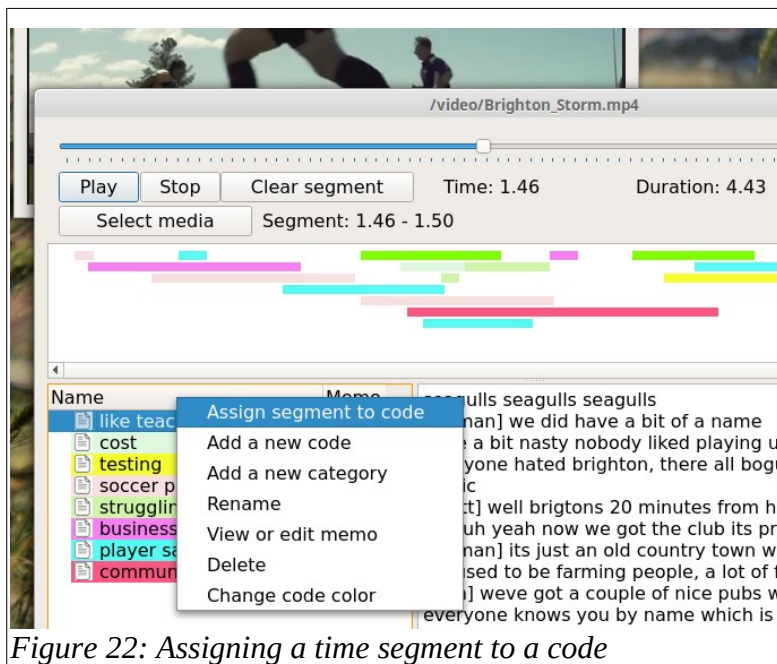 /video/Brighton_Storm.mp4
Play Stop Clear segment Time: 1.46 Duration: 4.43
Select media Segment: 1.46 - 1.50
Name Memo
like teac
cost
testing
soccer p
strugglin
business
player sa
commun
Assign segment to code
Add a new code
Add a new category
Rename
View or edit memo
Delete
Change code color
seagulls seagulls seagulls
man] we did have a bit of a name
a bit nasty nobody liked playing u
yone hated brighton, there all bogu
ic
tt] well brigtons 20 minutes from h
uh yeah now we got the club its pr
man] its just an old country town w
used to be farming people, a lot of f
] weve got a couple of nice pubs w
everyone knows you by name which is
Figure 22: Assigning a time segment to a code